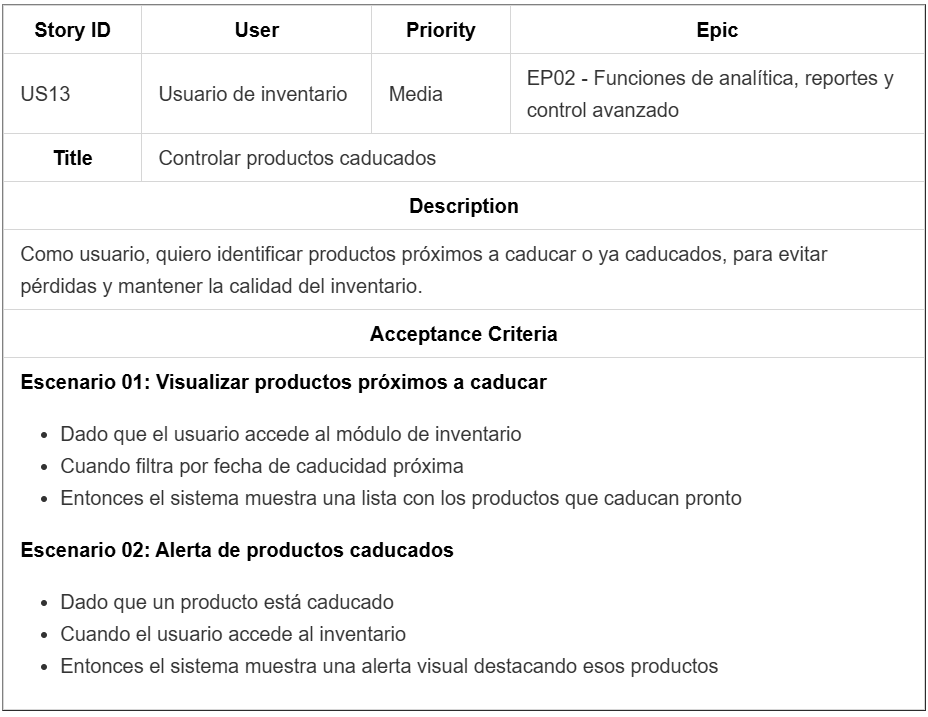 Story ID User Priority Epic
US13 Usuario de inventario Media EP02 - Funciones de analítica, reportes y
control avanzado
Title Controlar productos caducados
Description
Como usuario, quiero identificar productos próximos a caducar o ya caducados, para evitar
pérdidas y mantener la calidad del inventario.
Acceptance Criteria
Escenario 01: Visualizar productos próximos a caducar
• Dado que el usuario accede al módulo de inventario
• Cuando filtra por fecha de caducidad próxima
• Entonces el sistema muestra una lista con los productos que caducan pronto
Escenario 02: Alerta de productos caducados
• Dado que un producto está caducado
• Cuando el usuario accede al inventario
• Entonces el sistema muestra una alerta visual destacando esos productos